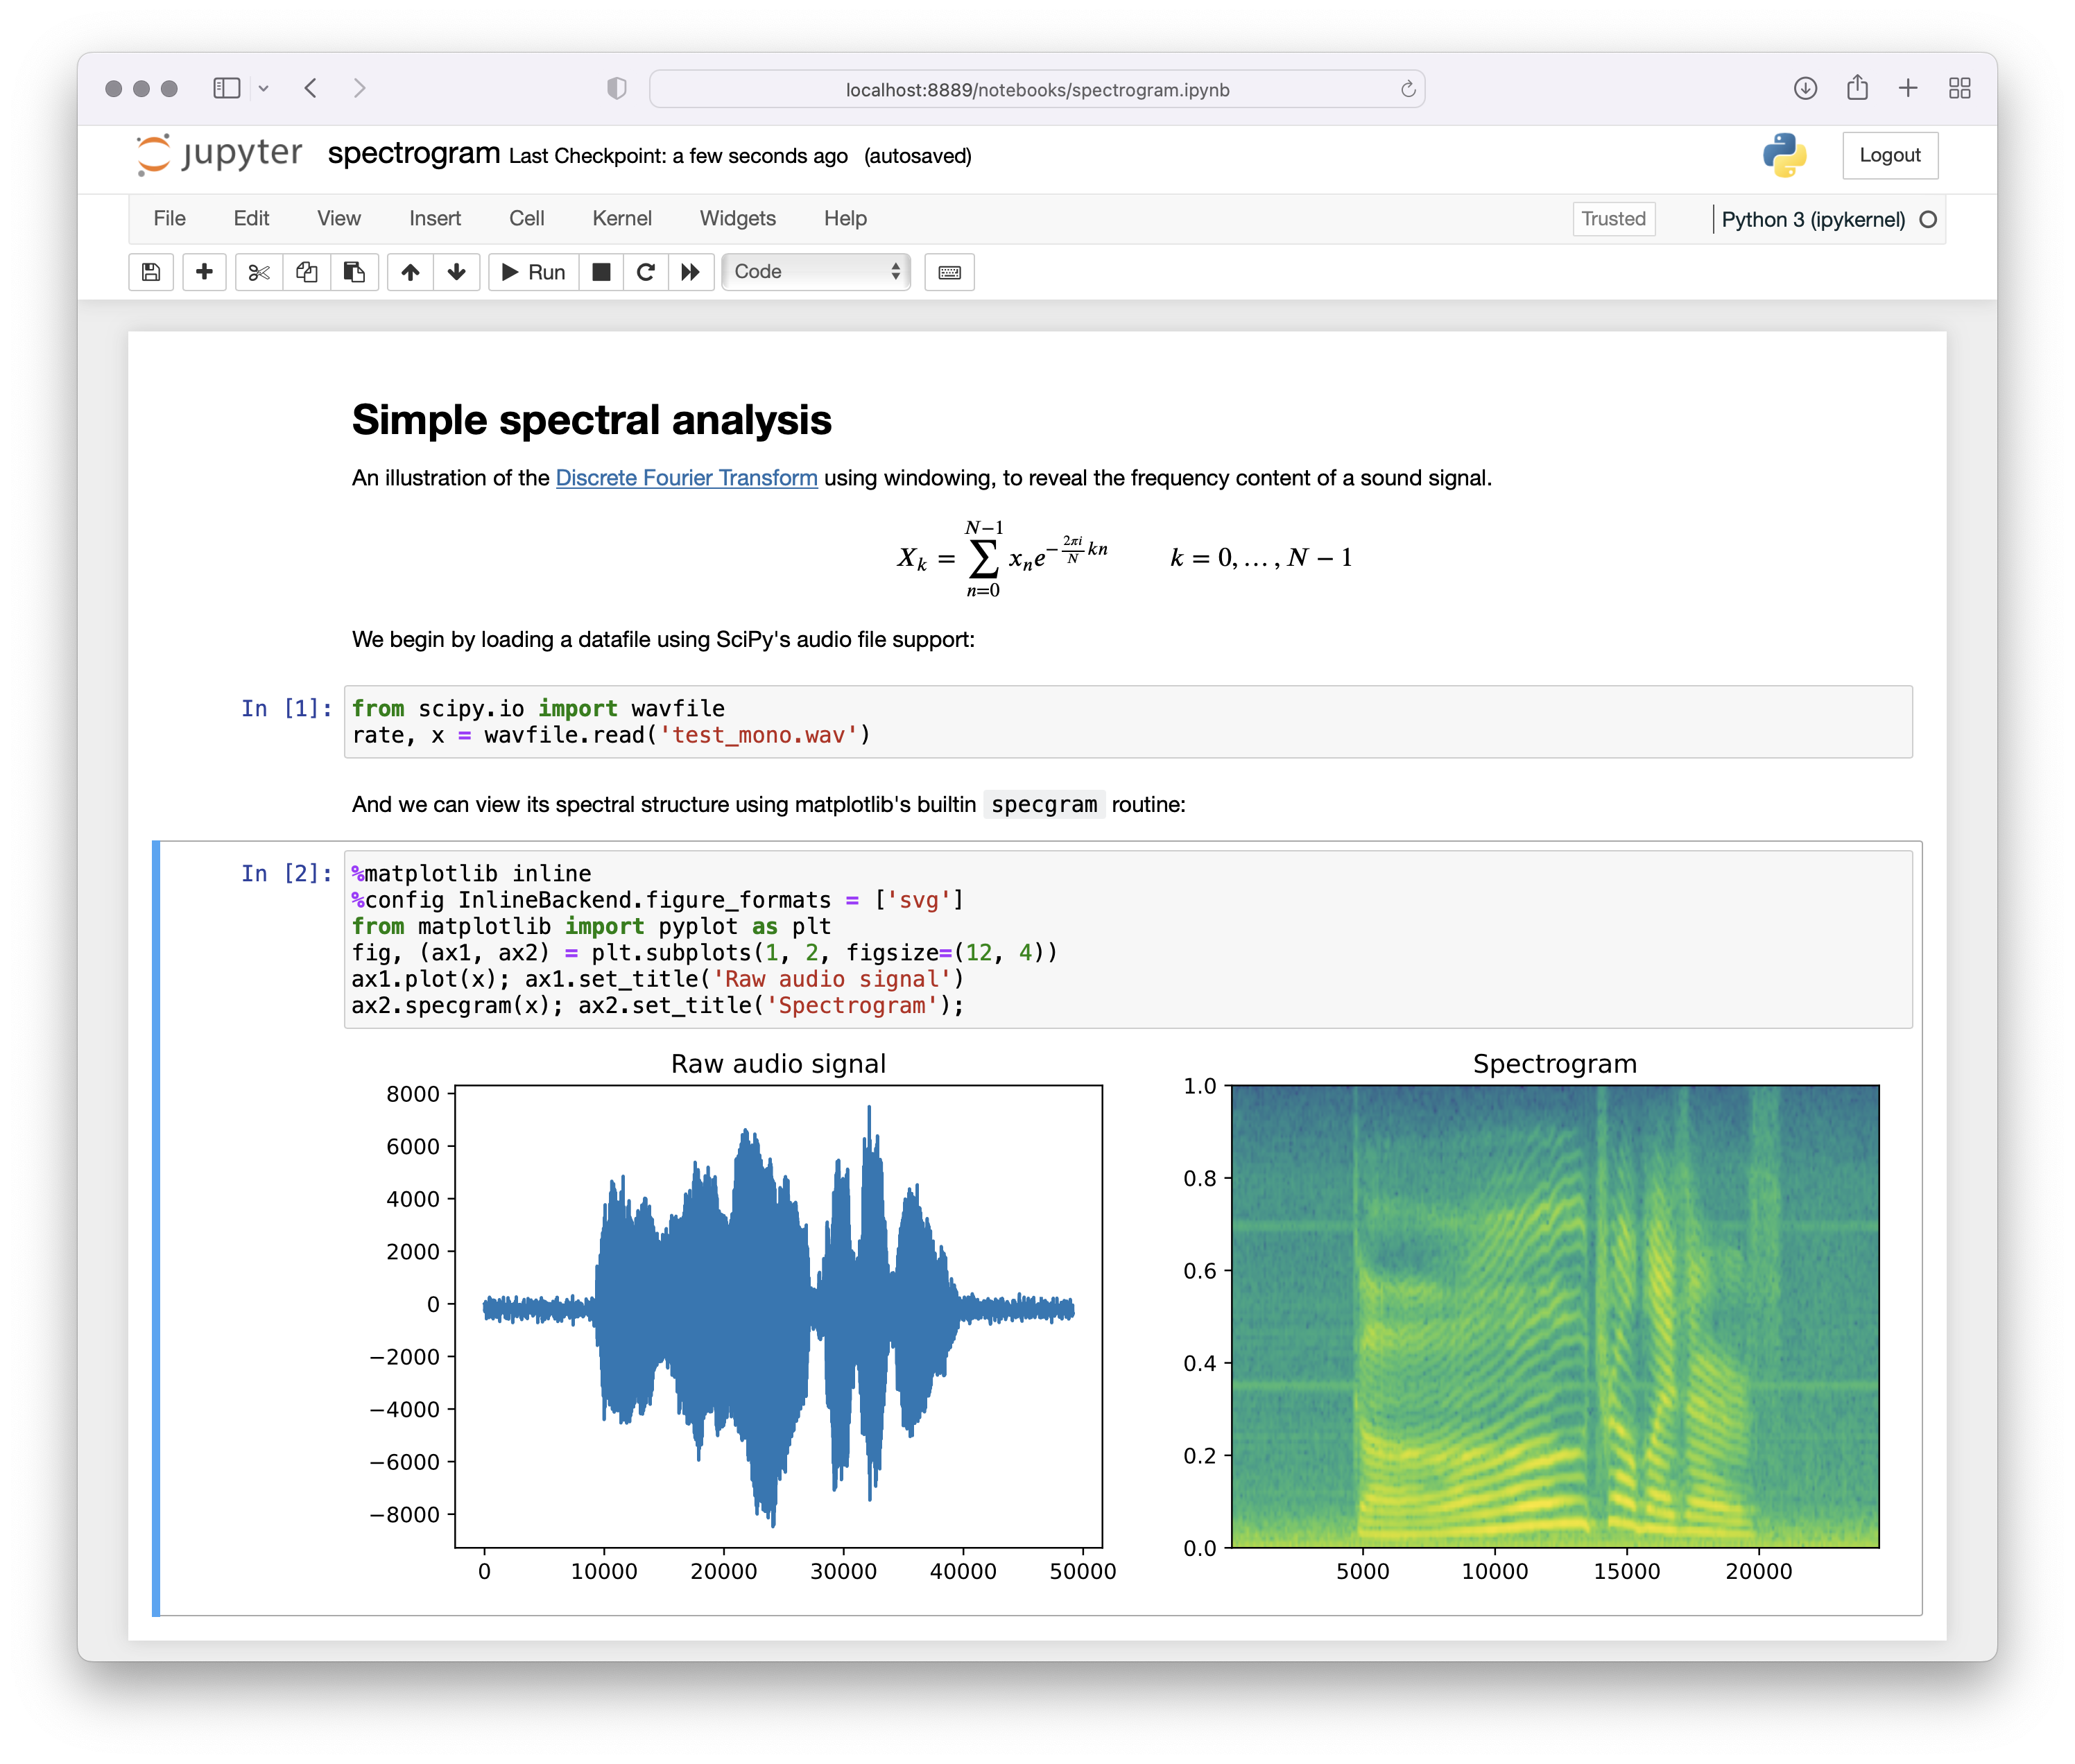 localhost:8889/notebooks/spectrogram.ipynb
jupyter spectrogram Last Checkpoint: a few seconds ago (autosaved)
Logout
File Edit View Insert Cell Kernel Widgets Help
Trusted
Python 3 (ipykernel)
Run
Code
Simple spectral analysis
An illustration of the Discrete Fourier Transform using windowing, to reveal the frequency content of a sound signal.
X_k = \sum_{n=0}^{N-1} x_n e^{-\frac{2\pi i}{N} kn} k = 0, … , N − 1
We begin by loading a datafile using SciPy's audio file support:
In [1]:
from scipy.io import wavfile
rate, x = wavfile.read('test_mono.wav')
And we can view its spectral structure using matplotlib's builtin specgram routine:
In [2]:
%matplotlib inline
%config InlineBackend.figure_formats = ['svg']
from matplotlib import pyplot as plt
fig, (ax1, ax2) = plt.subplots(1, 2, figsize=(12, 4))
ax1.plot(x); ax1.set_title('Raw audio signal')
ax2.specgram(x); ax2.set_title('Spectrogram');
Raw audio signal
8000
6000
4000
2000
0
−2000
−4000
−6000
−8000
0 10000 20000 30000 40000 50000
Spectrogram
1.0
0.8
0.6
0.4
0.2
0.0
5000 10000 15000 20000